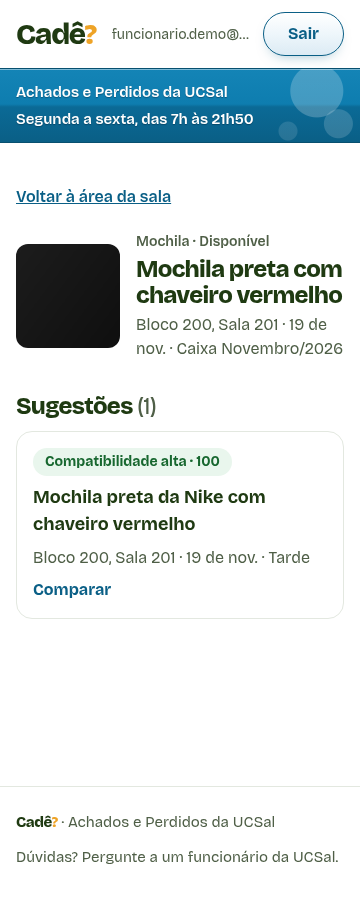 Cadê?
funcionario.demo@...
Sair
Achados e Perdidos da UCSal
Segunda a sexta, das 7h às 21h50
Voltar à área da sala
Mochila · Disponível
Mochila preta com
chaveiro vermelho
Bloco 200, Sala 201 · 19 de
nov. · Caixa Novembro/2026
Sugestões (1)
Compatibilidade alta · 100
Mochila preta da Nike com
chaveiro vermelho
Bloco 200, Sala 201 · 19 de nov. · Tarde
Comparar
Cadê? · Achados e Perdidos da UCSal
Dúvidas? Pergunte a um funcionário da UCSal.